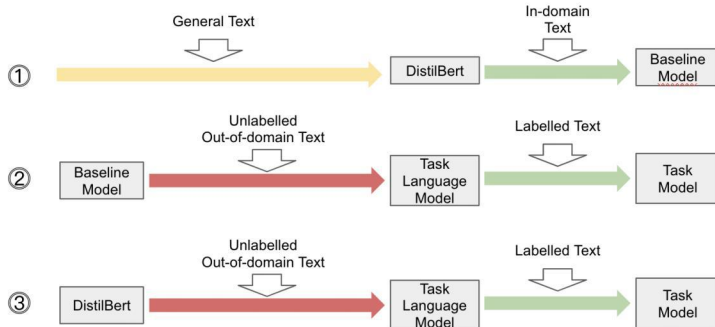 General Text
In-domain
Text
①
DistilBert
Baseline
Model
Unlabelled
Out-of-domain Text
Labelled Text
②
Baseline
Model
Task
Language
Model
Task
Model
Unlabelled
Out-of-domain Text
Labelled Text
③
DistilBert
Task
Language
Model
Task
Model